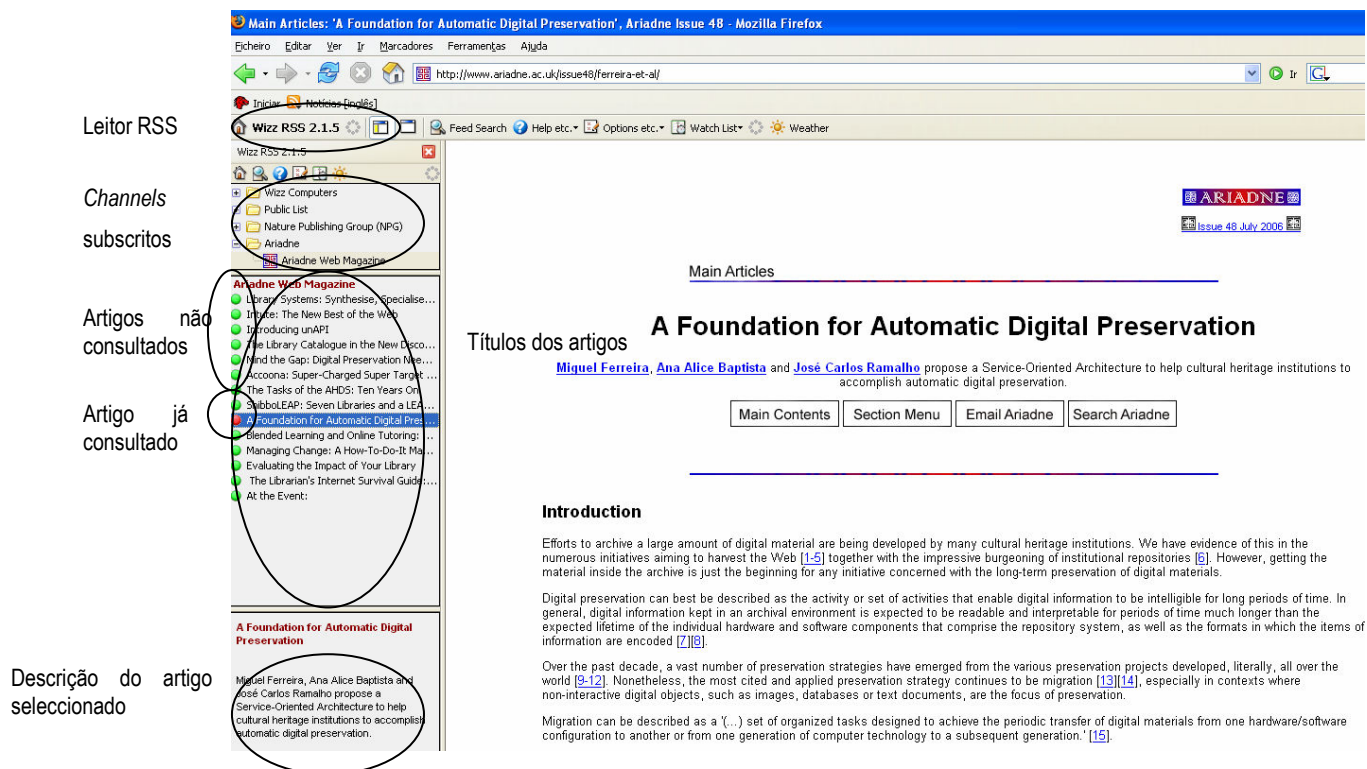 Main Articles: 'A Foundation for Automatic Digital Preservation', Ariadne Issue 48 - Mozilla Firefox
Ficheiro Editar Ver Ir Marcadores Ferramentas Ajuda
http://www.ariadne.ac.uk/issue48/ferreira-et-al/
Ir
Iniciar Notícias [inglês]
Leitor RSS
Wizz RSS 2.1.5 Feed Search Help etc. Options etc. Watch List Weather
Wizz RSS 2.1.5
Channels
subscritos
Wizz Computers
Public List
Nature Publishing Group (NPG)
Ariadne
Ariadne Web Magazine
Artigos não
consultados
Artigo já
consultado
Ariadne Web Magazine
Library Systems: Synthesise, Specialise...
Intute: The New Best of the Web
Introducing unAPI
The Library Catalogue in the New Disco...
Mind the Gap: Digital Preservation Nee...
Accoona: Super-Charged Super Target ...
The Tasks of the AHDS: Ten Years On
ShibboLEAP: Seven Libraries and a LEA...
A Foundation for Automatic Digital Pres...
Blended Learning and Online Tutoring: ...
Managing Change: A How-To-Do-It Ma...
Evaluating the Impact of Your Library
The Librarian's Internet Survival Guide:...
At the Event:
Títulos dos artigos
Descrição do artigo
seleccionado
A Foundation for Automatic Digital
Preservation
Miguel Ferreira, Ana Alice Baptista and
José Carlos Ramalho propose a
Service-Oriented Architecture to help
cultural heritage institutions to accomplish
automatic digital preservation.
ARIADNE
Issue 48 July 2006
Main Articles
A Foundation for Automatic Digital Preservation
Miguel Ferreira, Ana Alice Baptista and José Carlos Ramalho propose a Service-Oriented Architecture to help cultural heritage institutions to
accomplish automatic digital preservation.
Main Contents Section Menu Email Ariadne Search Ariadne
Introduction
Efforts to archive a large amount of digital material are being developed by many cultural heritage institutions. We have evidence of this in the
numerous initiatives aiming to harvest the Web [1-5] together with the impressive burgeoning of institutional repositories [6]. However, getting the
material inside the archive is just the beginning for any initiative concerned with the long-term preservation of digital materials.
Digital preservation can best be described as the activity or set of activities that enable digital information to be intelligible for long periods of time. In
general, digital information kept in an archival environment is expected to be readable and interpretable for periods of time much longer than the
expected lifetime of the individual hardware and software components that comprise the repository system, as well as the formats in which the items of
information are encoded [7][8].
Over the past decade, a vast number of preservation strategies have emerged from the various preservation projects developed, literally, all over the
world [9-12]. Nonetheless, the most cited and applied preservation strategy continues to be migration [13][14], especially in contexts where
non-interactive digital objects, such as images, databases or text documents, are the focus of preservation.
Migration can be described as a '(...) set of organized tasks designed to achieve the periodic transfer of digital materials from one hardware/software
configuration to another or from one generation of computer technology to a subsequent generation.' [15].